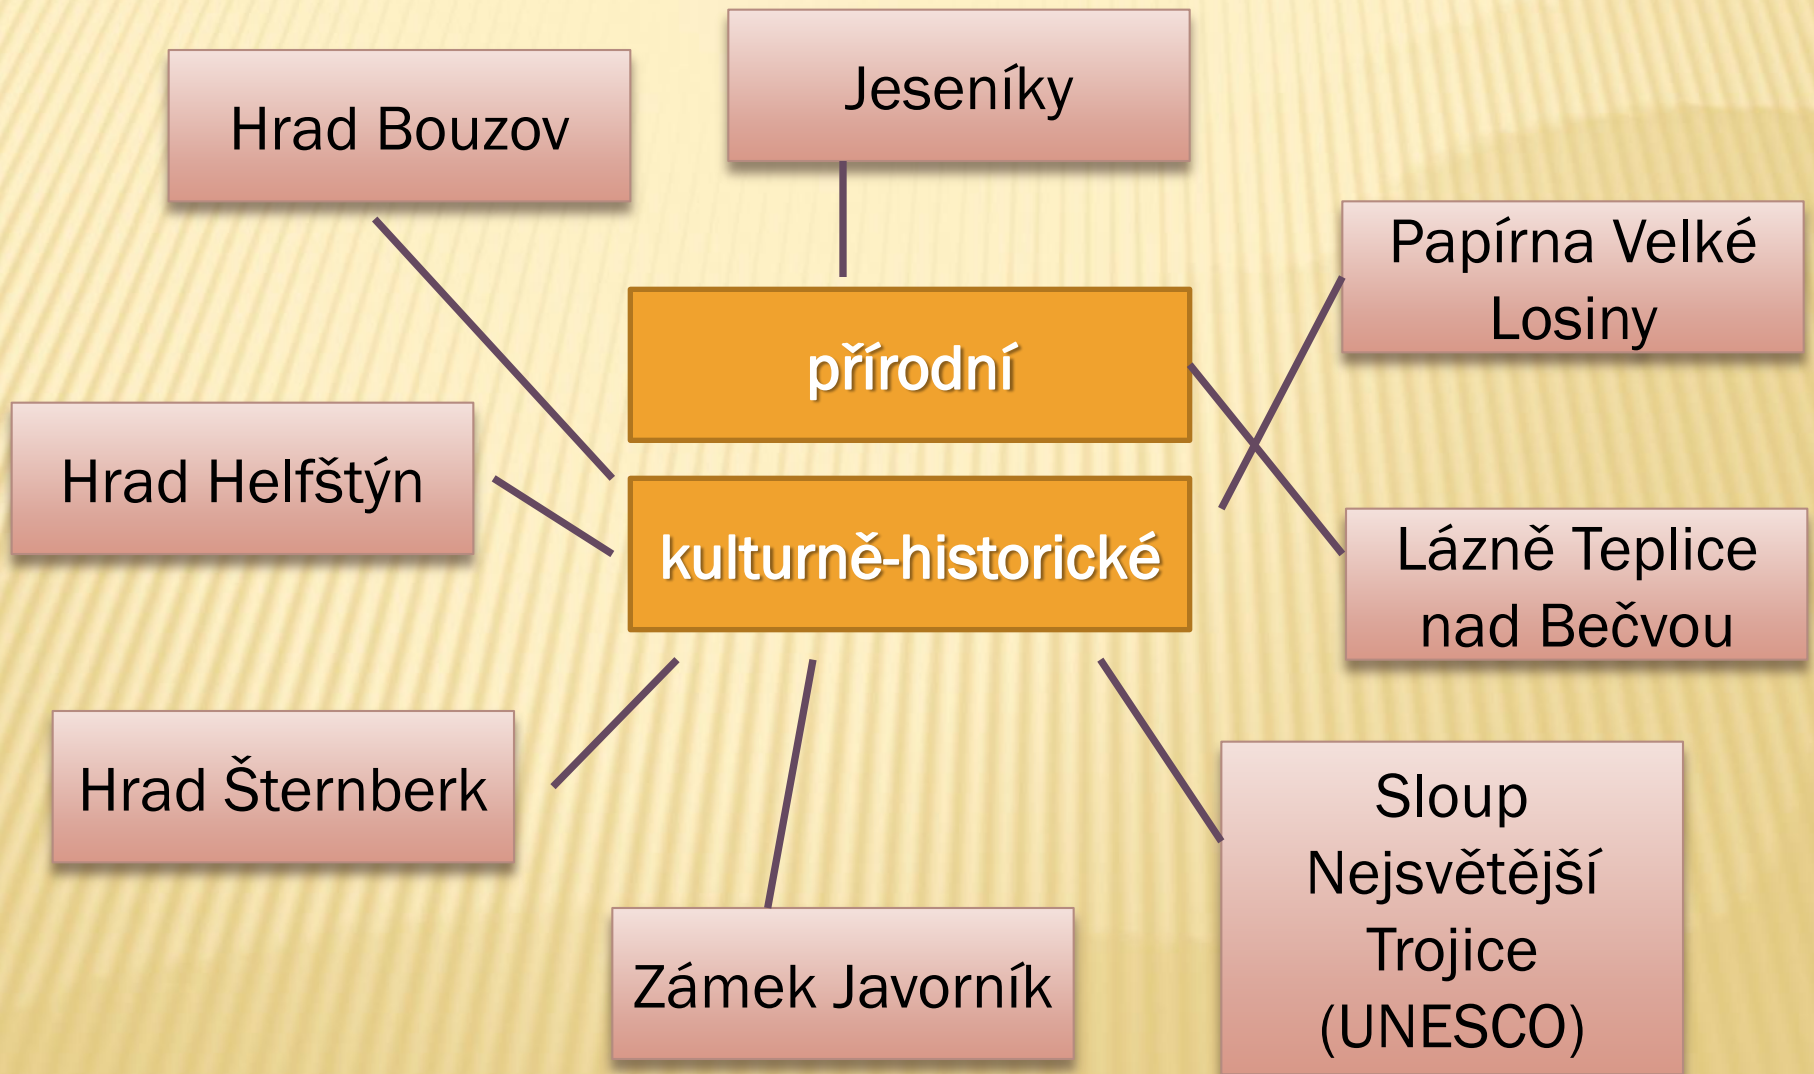 Jeseníky
Hrad Bouzov
Papírna Velké
Losiny
přírodní
Hrad Helfštýn
kulturně-historické
Lázně Teplice
nad Bečvou
Hrad Šternberk
Sloup
Nejsvětější
Trojice
(UNESCO)
Zámek Javorník